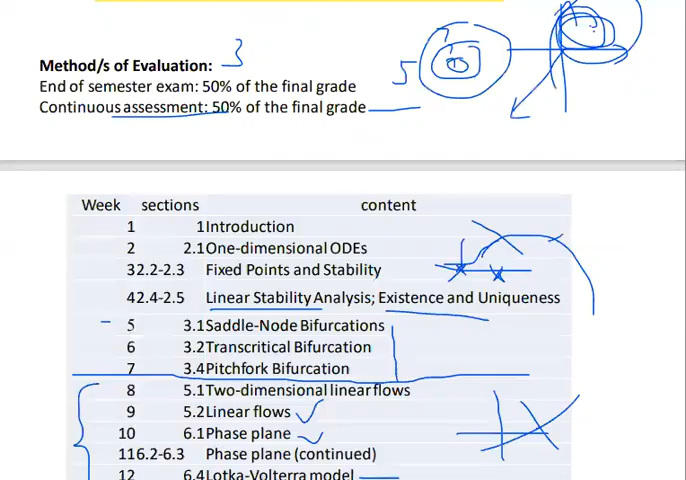 Method/s of Evaluation: 3
End of semester exam: 50% of the final grade
Continuous assessment: 50% of the final grade
5
Week sections content
1 1 Introduction
2 2.1 One-dimensional ODEs
3 2.2-2.3 Fixed Points and Stability
4 2.4-2.5 Linear Stability Analysis; Existence and Uniqueness
5 3.1 Saddle-Node Bifurcations
6 3.2 Transcritical Bifurcation
7 3.4 Pitchfork Bifurcation
8 5.1 Two-dimensional linear flows
9 5.2 Linear flows
10 6.1 Phase plane
11 6.2-6.3 Phase plane (continued)
12 6.4 Lotka-Volterra model